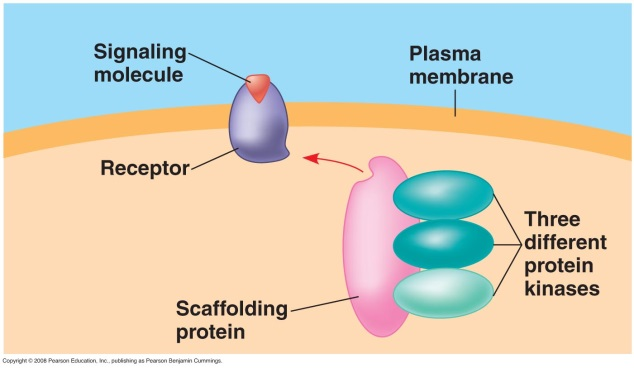 Signaling
molecule
Plasma
membrane
Receptor
Three
different
protein
kinases
Scaffolding
protein
Copyright © 2008 Pearson Education, Inc., publishing as Pearson Benjamin Cummings.